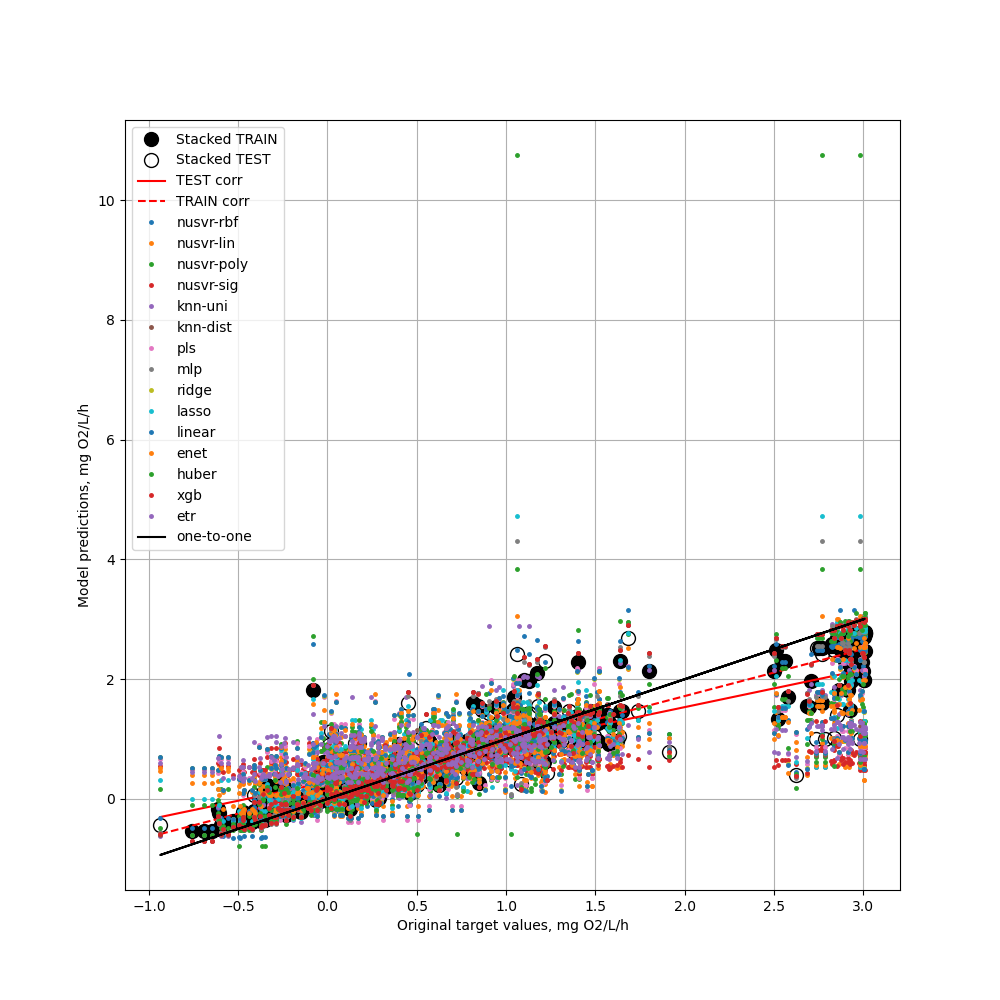 Stacked TRAIN
Stacked TEST
TEST corr
TRAIN corr
nusvr-rbf
nusvr-lin
nusvr-poly
nusvr-sig
knn-uni
knn-dist
pls
mlp
ridge
lasso
linear
enet
huber
xgb
etr
one-to-one
10
8
6
4
2
0
Model predictions, mg O2/L/h
−1.0 −0.5 0.0 0.5 1.0 1.5 2.0 2.5 3.0
Original target values, mg O2/L/h